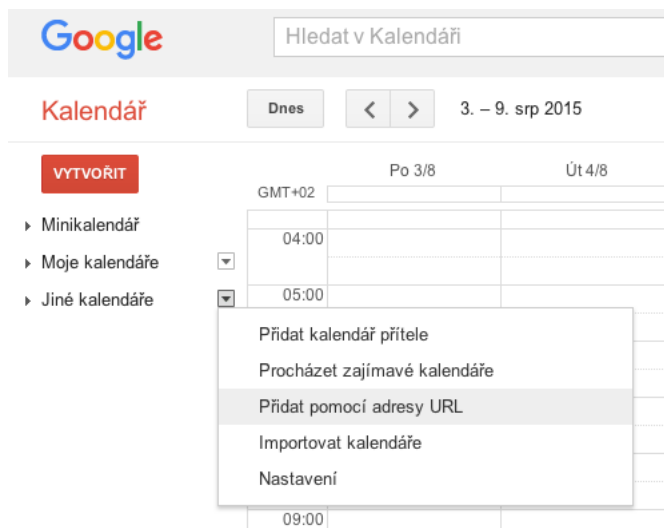 Google
Hledat v Kalendáři
Kalendář
Dnes
3. – 9. srp 2015
VYTVOŘIT
Po 3/8
Út 4/8
GMT+02
Minikalendář
04:00
Moje kalendáře
Jiné kalendáře
05:00
Přidat kalendář přítele
Procházet zajímavé kalendáře
Přidat pomocí adresy URL
Importovat kalendáře
Nastavení
09:00